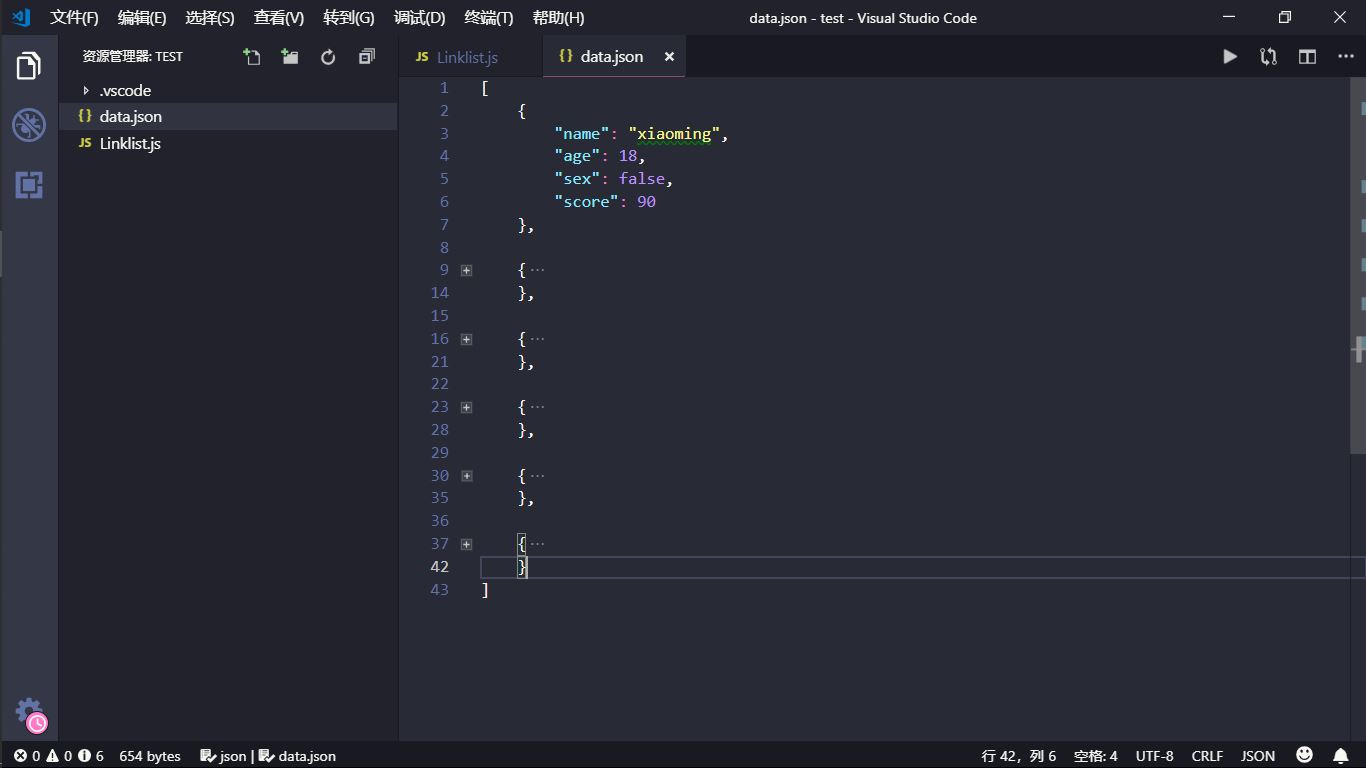 文件(F) 编辑(E) 选择(S) 查看(V) 转到(G) 调试(D) 终端(T) 帮助(H) data.json - test - Visual Studio Code
资源管理器: TEST
.vscode
{} data.json
JS Linklist.js
JS Linklist.js {} data.json
1 [
2 {
3 "name": "xiaoming",
4 "age": 18,
5 "sex": false,
6 "score": 90
7 },
8
9 { ...
14 },
15
16 { ...
21 },
22
23 { ...
28 },
29
30 { ...
35 },
36
37 { ...
42 }
43 ]
0 0 6 654 bytes json | data.json 行 42，列 6 空格: 4 UTF-8 CRLF JSON